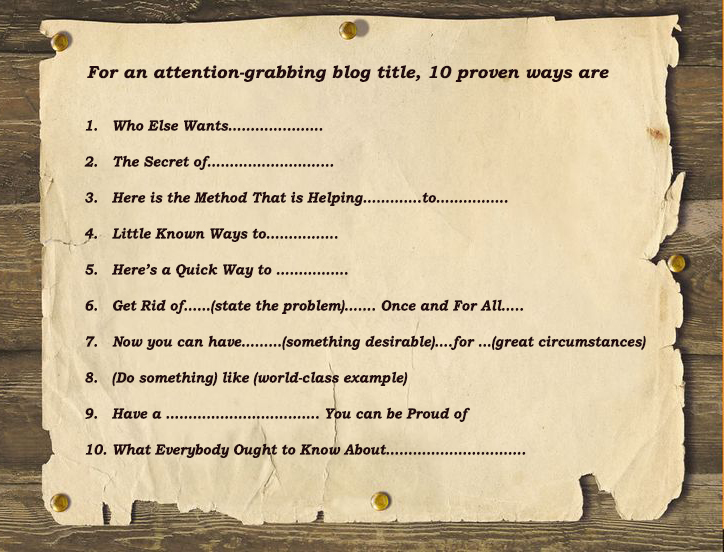 For an attention-grabbing blog title, 10 proven ways are
1. Who Else Wants.....................
2. The Secret of............................
3. Here is the Method That is Helping.............to................
4. Little Known Ways to................
5. Here's a Quick Way to ................
6. Get Rid of......(state the problem)....... Once and For All.....
7. Now you can have.........(something desirable)....for ...(great circumstances)
8. (Do something) like (world-class example)
9. Have a .................................. You can be Proud of
10. What Everybody Ought to Know About...............................